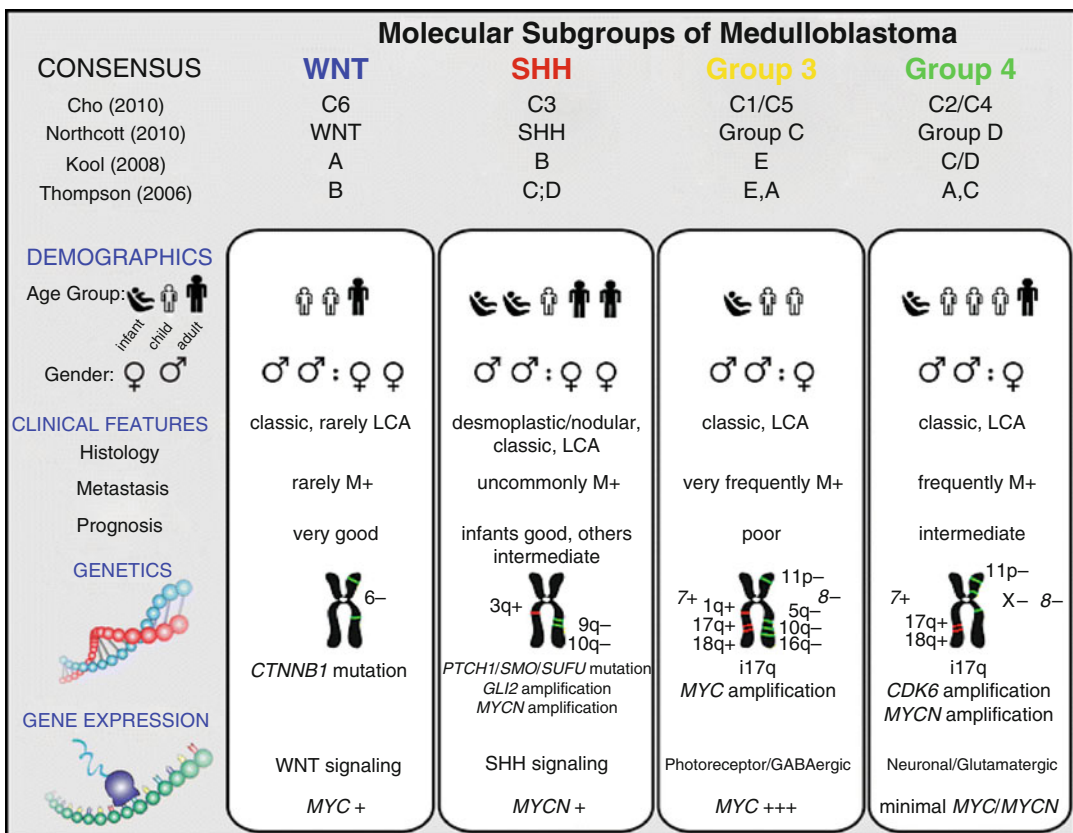 Molecular Subgroups of Medulloblastoma
CONSENSUS WNT SHH Group 3 Group 4
Cho (2010) C6 C3 C1/C5 C2/C4
Northcott (2010) WNT SHH Group C Group D
Kool (2008) A B E C/D
Thompson (2006) B C;D E,A A,C
DEMOGRAPHICS
Age Group:
infant child adult
Gender: ♀ ♂ ♂ ♂ : ♀ ♀ ♂ ♂ : ♀ ♀ ♂ ♂ : ♀ ♂ ♂ : ♀
CLINICAL FEATURES
Histology
classic, rarely LCA
desmoplastic/nodular,
classic, LCA
classic, LCA
classic, LCA
Metastasis rarely M+ uncommonly M+ very frequently M+ frequently M+
Prognosis
very good
infants good, others
intermediate
poor
intermediate
GENETICS
6–
CTNNB1 mutation
3q+
9q–
10q–
PTCH1/SMO/SUFU mutation
GLI2 amplification
MYCN amplification
11p–
7+ 1q+ 5q– 8–
17q+ 10q–
18q+ 16q–
i17q
MYC amplification
11p–
7+ X– 8–
17q+
18q+
i17q
CDK6 amplification
MYCN amplification
GENE EXPRESSION
WNT signaling SHH signaling Photoreceptor/GABAergic Neuronal/Glutamatergic
MYC + MYCN + MYC +++ minimal MYC/MYCN